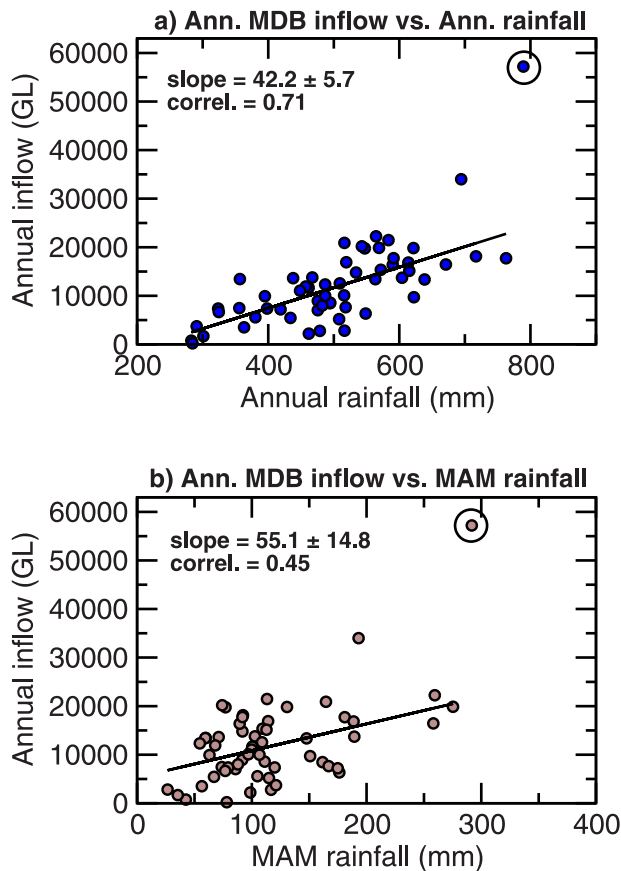 a) Ann. MDB inflow vs. Ann. rainfall
60000
50000
40000
30000
20000
10000
0
Annual inflow (GL)
slope = 42.2 ± 5.7
correl. = 0.71
200 400 600 800
Annual rainfall (mm)
b) Ann. MDB inflow vs. MAM rainfall
60000
50000
40000
30000
20000
10000
0
Annual inflow (GL)
slope = 55.1 ± 14.8
correl. = 0.45
0 100 200 300 400
MAM rainfall (mm)